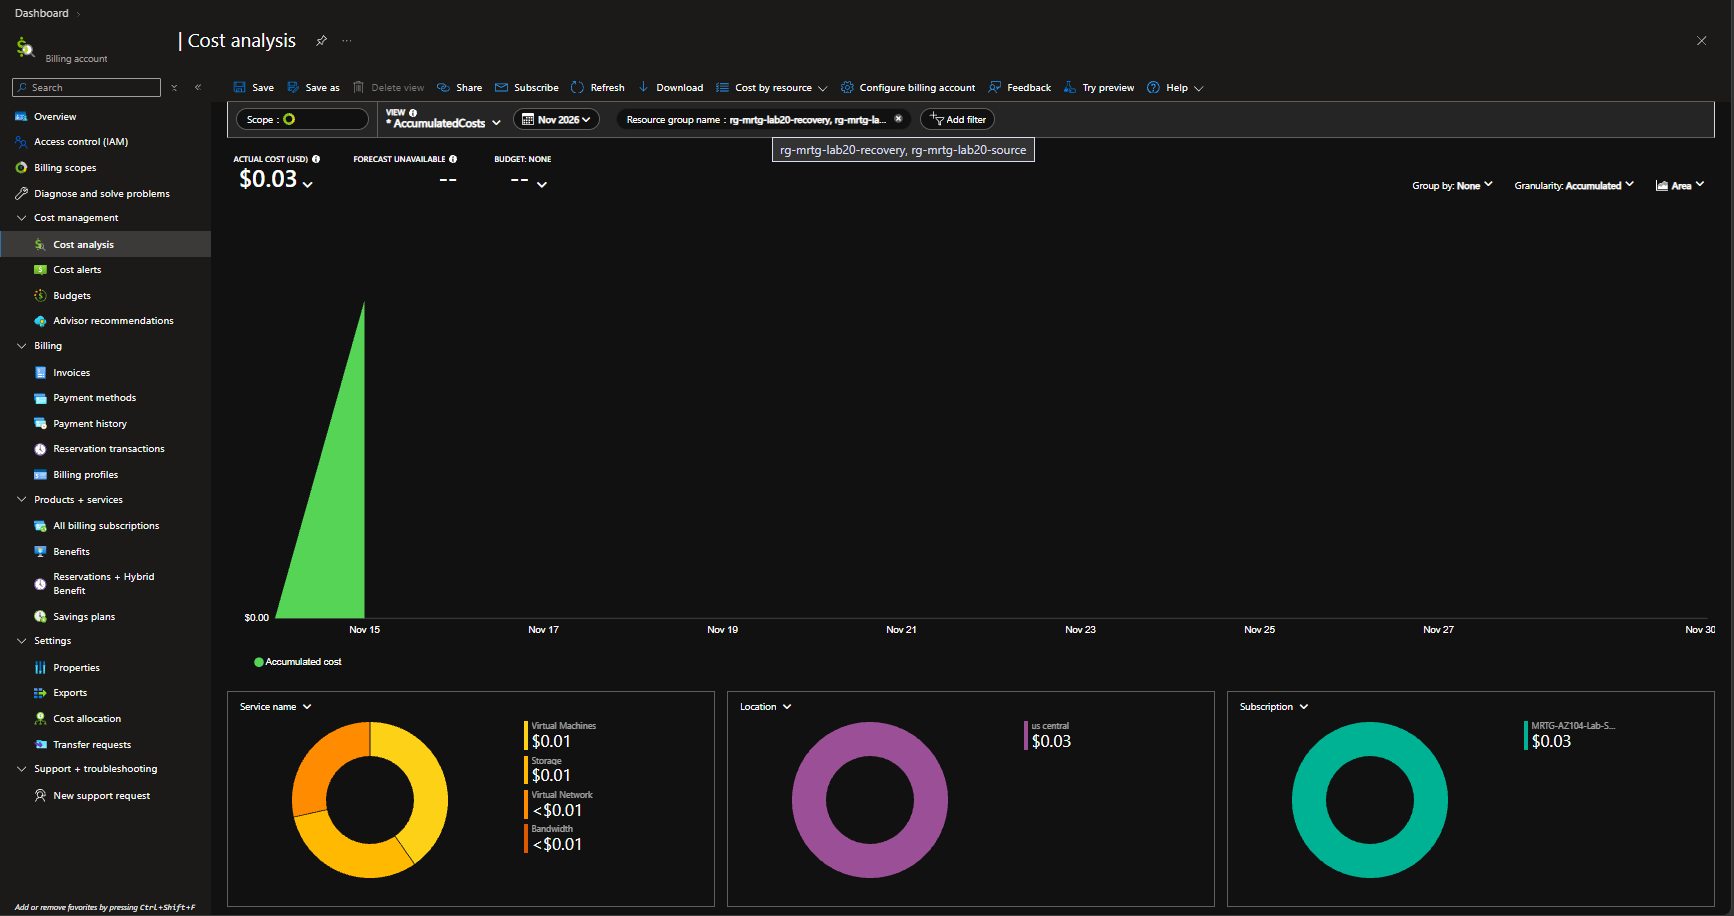 Dashboard
| Cost analysis
Billing account
Search
Save
Save as
Delete view
Share
Subscribe
Refresh
Download
Cost by resource
Configure billing account
Feedback
Try preview
Help
Overview
Access control (IAM)
Billing scopes
Diagnose and solve problems
Cost management
Cost analysis
Cost alerts
Budgets
Advisor recommendations
Billing
Invoices
Payment methods
Payment history
Reservation transactions
Billing profiles
Products + services
All billing subscriptions
Benefits
Reservations + Hybrid
Benefit
Savings plans
Settings
Properties
Exports
Cost allocation
Transfer requests
Support + troubleshooting
New support request
Add or remove favorites by pressing Ctrl+Shift+F
Scope :
VIEW
* AccumulatedCosts
Nov 2026
Resource group name : rg-mrtg-lab20-recovery, rg-mrtg-la...
Add filter
rg-mrtg-lab20-recovery, rg-mrtg-lab20-source
ACTUAL COST (USD)
$0.03
FORECAST UNAVAILABLE
--
BUDGET: NONE
--
Group by: None
Granularity: Accumulated
Area
$0.00
Nov 15
Nov 17
Nov 19
Nov 21
Nov 23
Nov 25
Nov 27
Nov 30
Accumulated cost
Service name
Virtual Machines
$0.01
Storage
$0.01
Virtual Network
<$0.01
Bandwidth
<$0.01
Location
us central
$0.03
Subscription
MRTG-AZ104-Lab-S...
$0.03